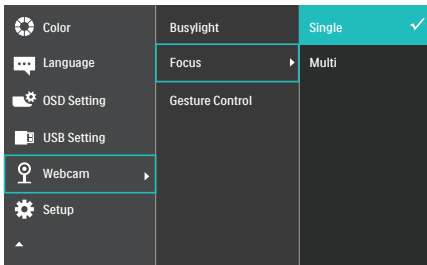 Color
Language
OSD Setting
USB Setting
Webcam
Setup
Busylight
Focus
Gesture Control
Single
Multi